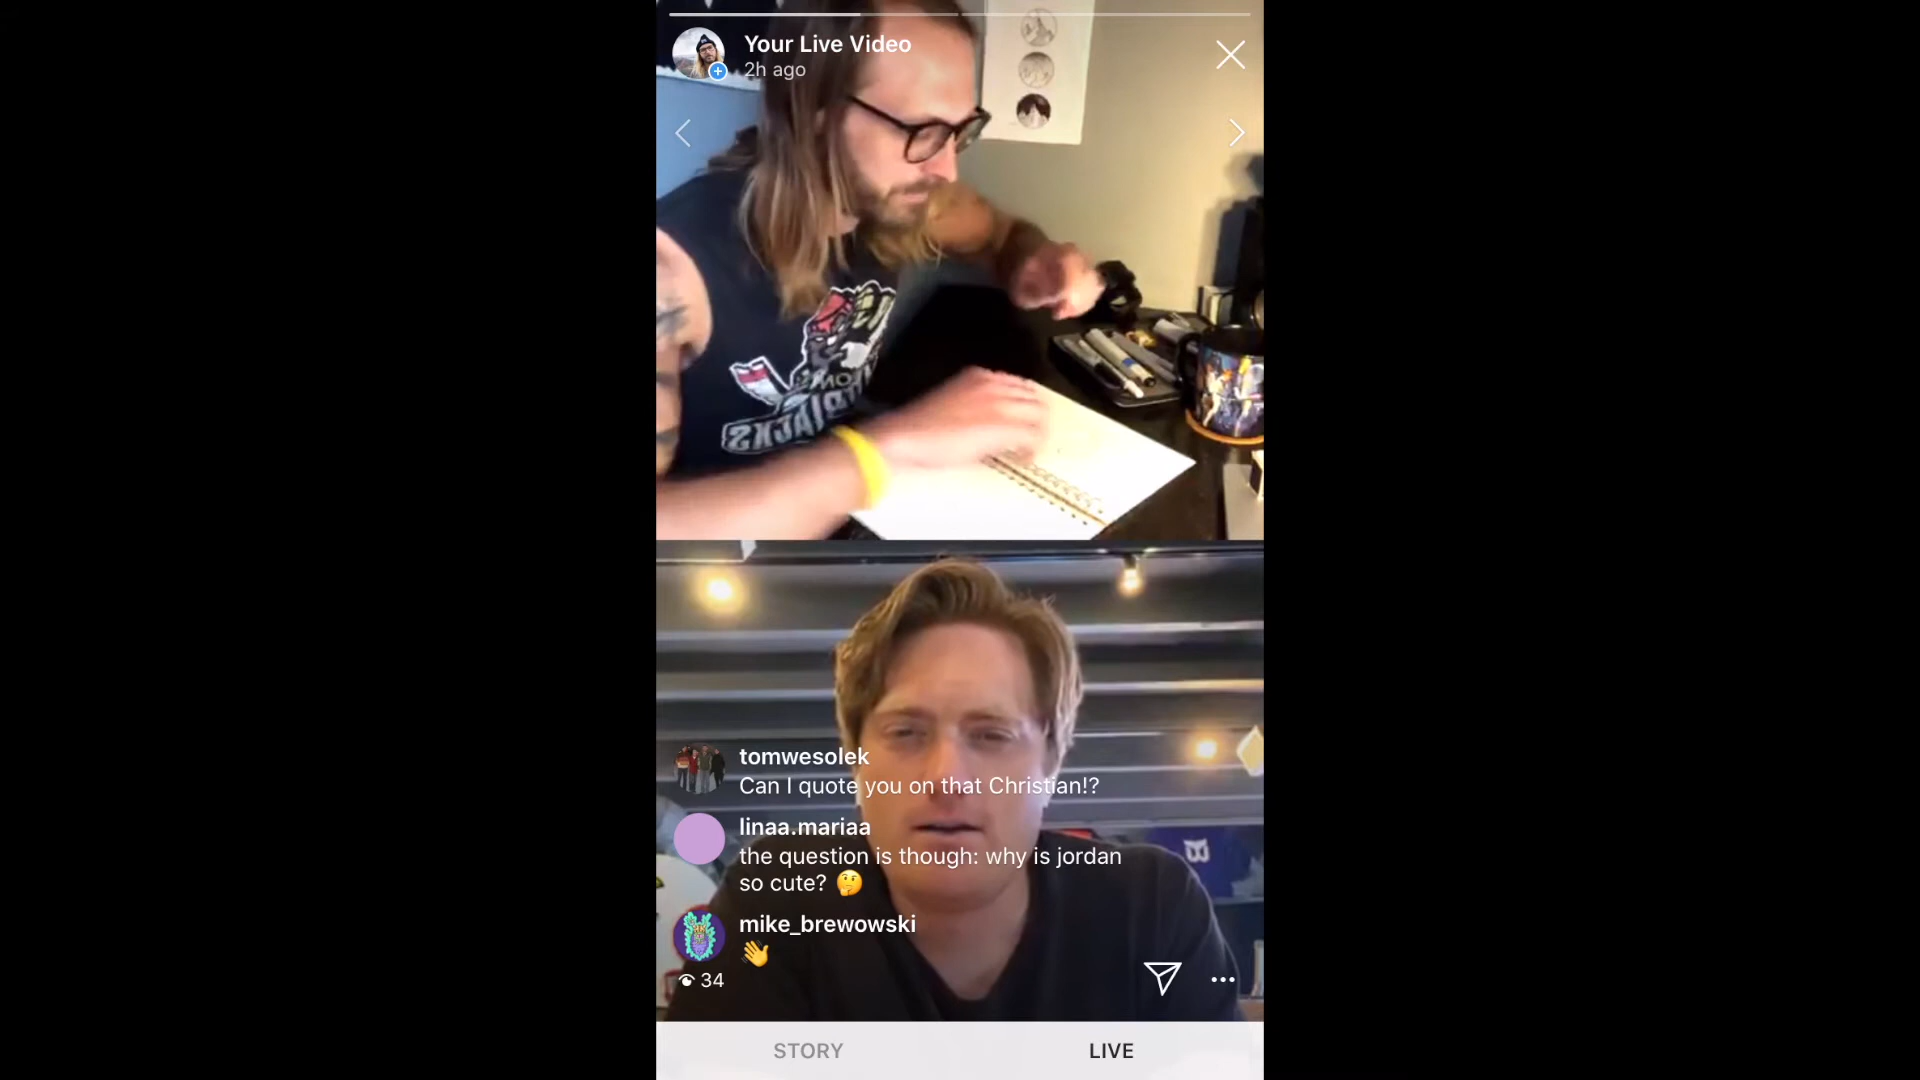 Your Live Video
2h ago
tomwesolek
Can I quote you on that Christian!?
linaa.mariaa
the question is though: why is jordan
so cute? 🤔
mike_brewowski
👋
34
STORY
LIVE